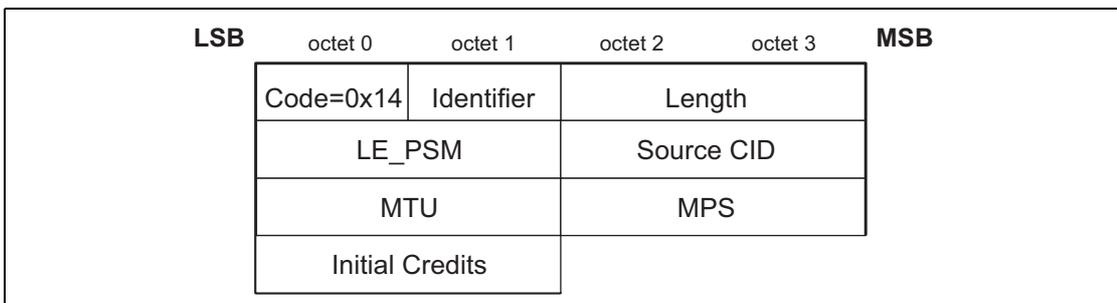 LSB octet 0 octet 1 octet 2 octet 3 MSB
Code=0x14 Identifier Length
LE_PSM Source CID
MTU MPS
Initial Credits